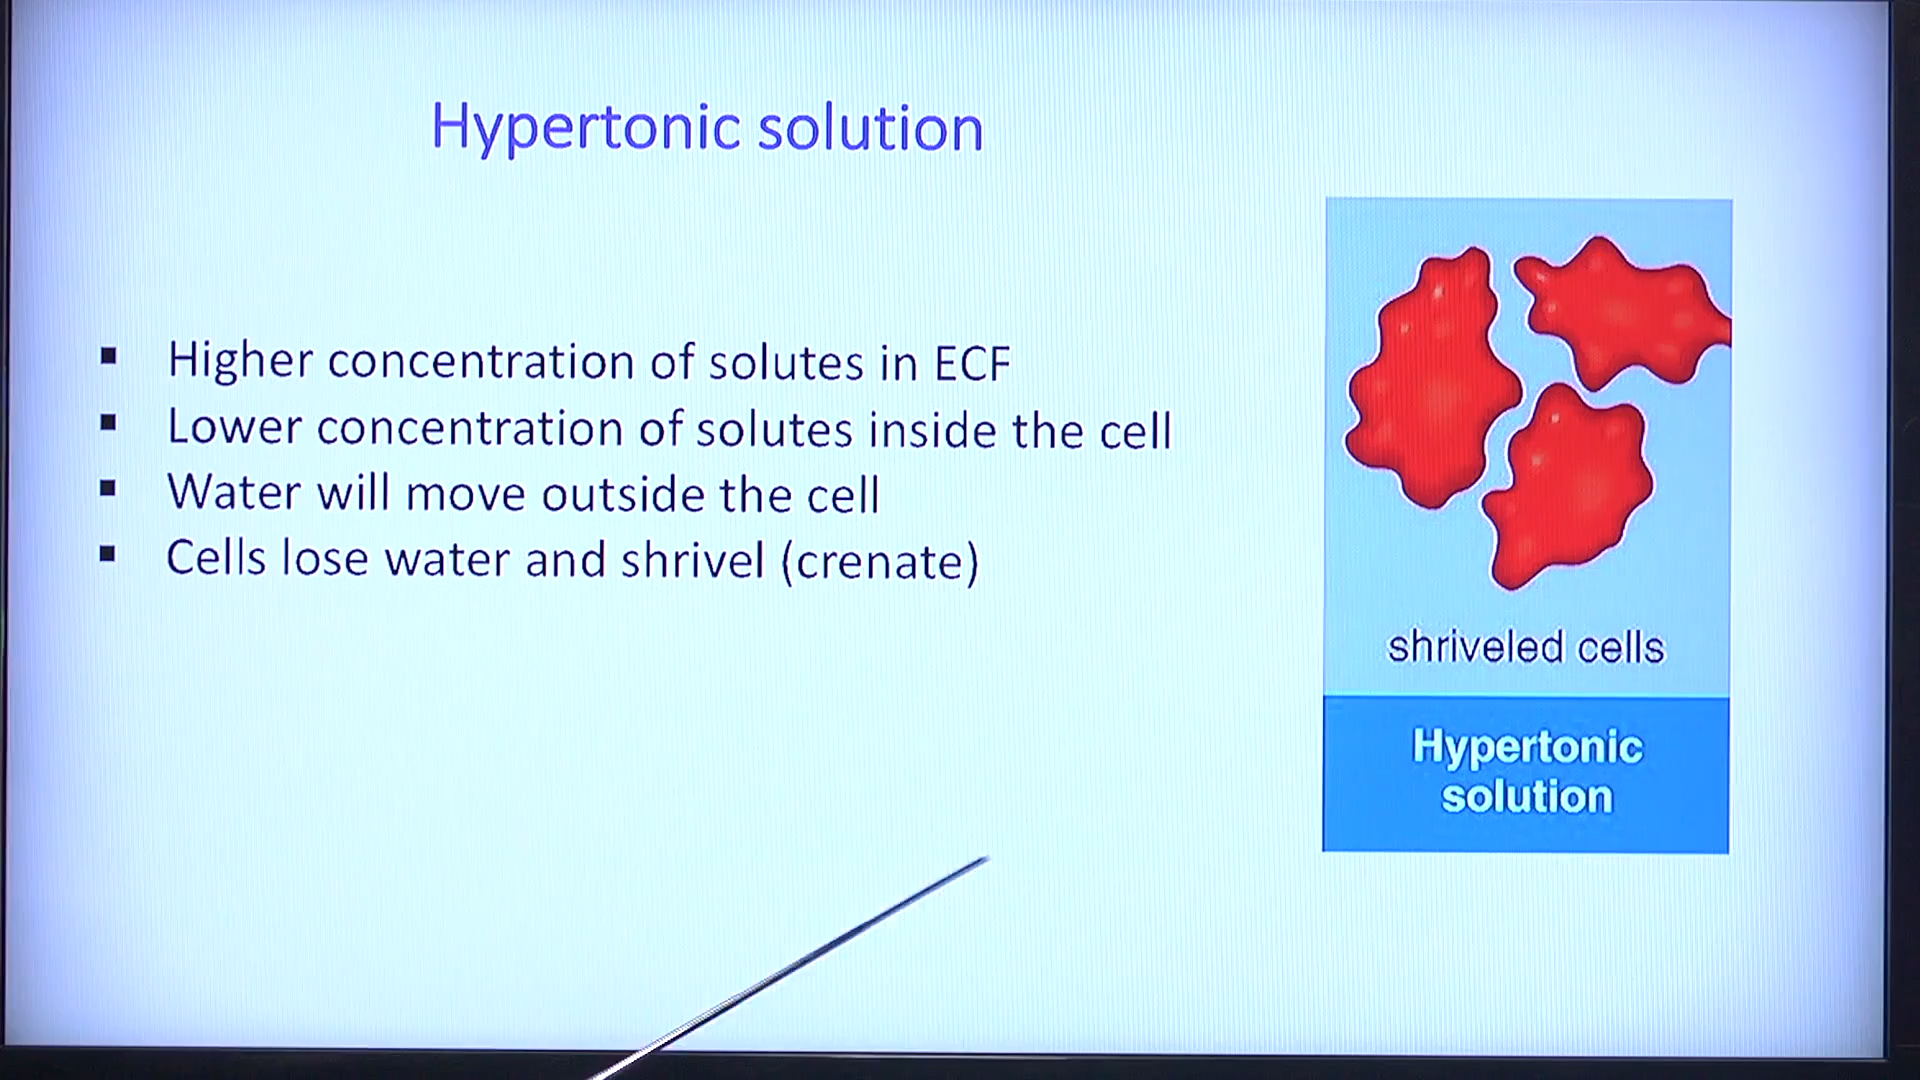 Hypertonic solution
▪ Higher concentration of solutes in ECF
▪ Lower concentration of solutes inside the cell
▪ Water will move outside the cell
▪ Cells lose water and shrivel (crenate)
shriveled cells
Hypertonic
solution